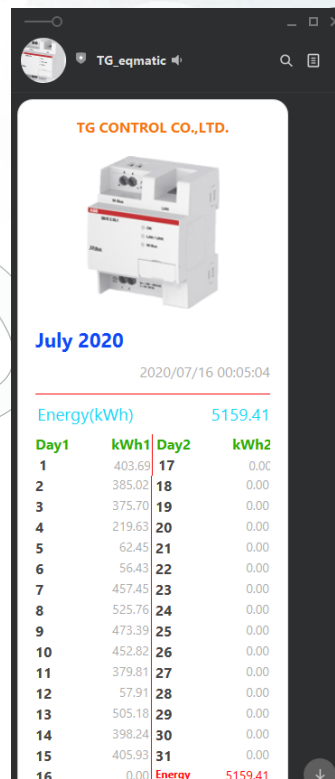 TG_eqmatic
TG CONTROL CO.,LTD.
July 2020
2020/07/16 00:05:04
Energy(kWh) 5159.41
Day1 kWh1 Day2 kWh2
1 403.69 17 0.00
2 385.02 18 0.00
3 375.70 19 0.00
4 219.63 20 0.00
5 62.45 21 0.00
6 56.43 22 0.00
7 457.45 23 0.00
8 525.76 24 0.00
9 473.39 25 0.00
10 452.82 26 0.00
11 379.81 27 0.00
12 57.91 28 0.00
13 505.18 29 0.00
14 398.24 30 0.00
15 405.93 31 0.00
16 0.00 Energy 5159.41